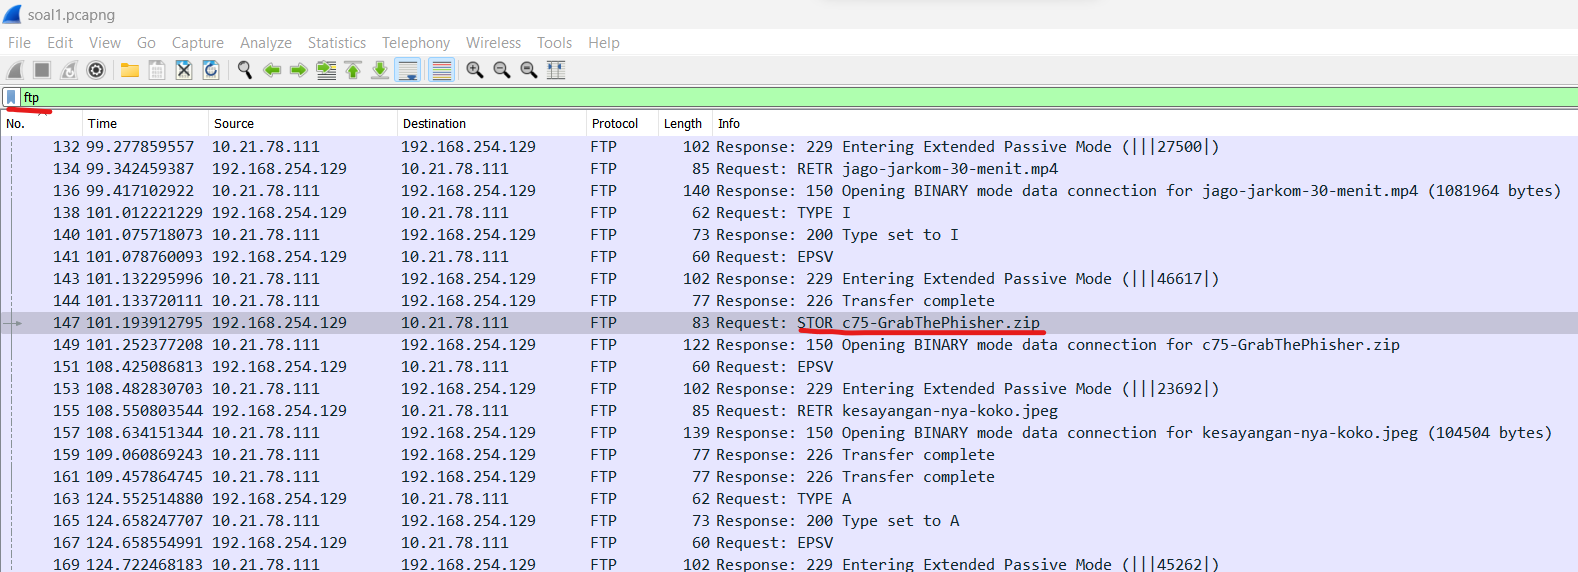 soal1.pcapng
File Edit View Go Capture Analyze Statistics Telephony Wireless Tools Help
ftp
No. Time Source Destination Protocol Length Info
132 99.277859557 10.21.78.111 192.168.254.129 FTP 102 Response: 229 Entering Extended Passive Mode (|||27500|)
134 99.342459387 192.168.254.129 10.21.78.111 FTP 85 Request: RETR jago-jarkom-30-menit.mp4
136 99.417102922 10.21.78.111 192.168.254.129 FTP 140 Response: 150 Opening BINARY mode data connection for jago-jarkom-30-menit.mp4 (1081964 bytes)
138 101.012221229 192.168.254.129 10.21.78.111 FTP 62 Request: TYPE I
140 101.075718073 10.21.78.111 192.168.254.129 FTP 73 Response: 200 Type set to I
141 101.078760093 192.168.254.129 10.21.78.111 FTP 60 Request: EPSV
143 101.132295996 10.21.78.111 192.168.254.129 FTP 102 Response: 229 Entering Extended Passive Mode (|||46617|)
144 101.133720111 10.21.78.111 192.168.254.129 FTP 77 Response: 226 Transfer complete
147 101.193912795 192.168.254.129 10.21.78.111 FTP 83 Request: STOR c75-GrabThePhisher.zip
149 101.252377208 10.21.78.111 192.168.254.129 FTP 122 Response: 150 Opening BINARY mode data connection for c75-GrabThePhisher.zip
151 108.425086813 192.168.254.129 10.21.78.111 FTP 60 Request: EPSV
153 108.482830703 10.21.78.111 192.168.254.129 FTP 102 Response: 229 Entering Extended Passive Mode (|||23692|)
155 108.550803544 192.168.254.129 10.21.78.111 FTP 85 Request: RETR kesayangan-nya-koko.jpeg
157 108.634151344 10.21.78.111 192.168.254.129 FTP 139 Response: 150 Opening BINARY mode data connection for kesayangan-nya-koko.jpeg (104504 bytes)
159 109.060869243 10.21.78.111 192.168.254.129 FTP 77 Response: 226 Transfer complete
161 109.457864745 10.21.78.111 192.168.254.129 FTP 77 Response: 226 Transfer complete
163 124.552514880 192.168.254.129 10.21.78.111 FTP 62 Request: TYPE A
165 124.658247707 10.21.78.111 192.168.254.129 FTP 73 Response: 200 Type set to A
167 124.658554991 192.168.254.129 10.21.78.111 FTP 60 Request: EPSV
169 124.722468183 10.21.78.111 192.168.254.129 FTP 102 Response: 229 Entering Extended Passive Mode (|||45262|)